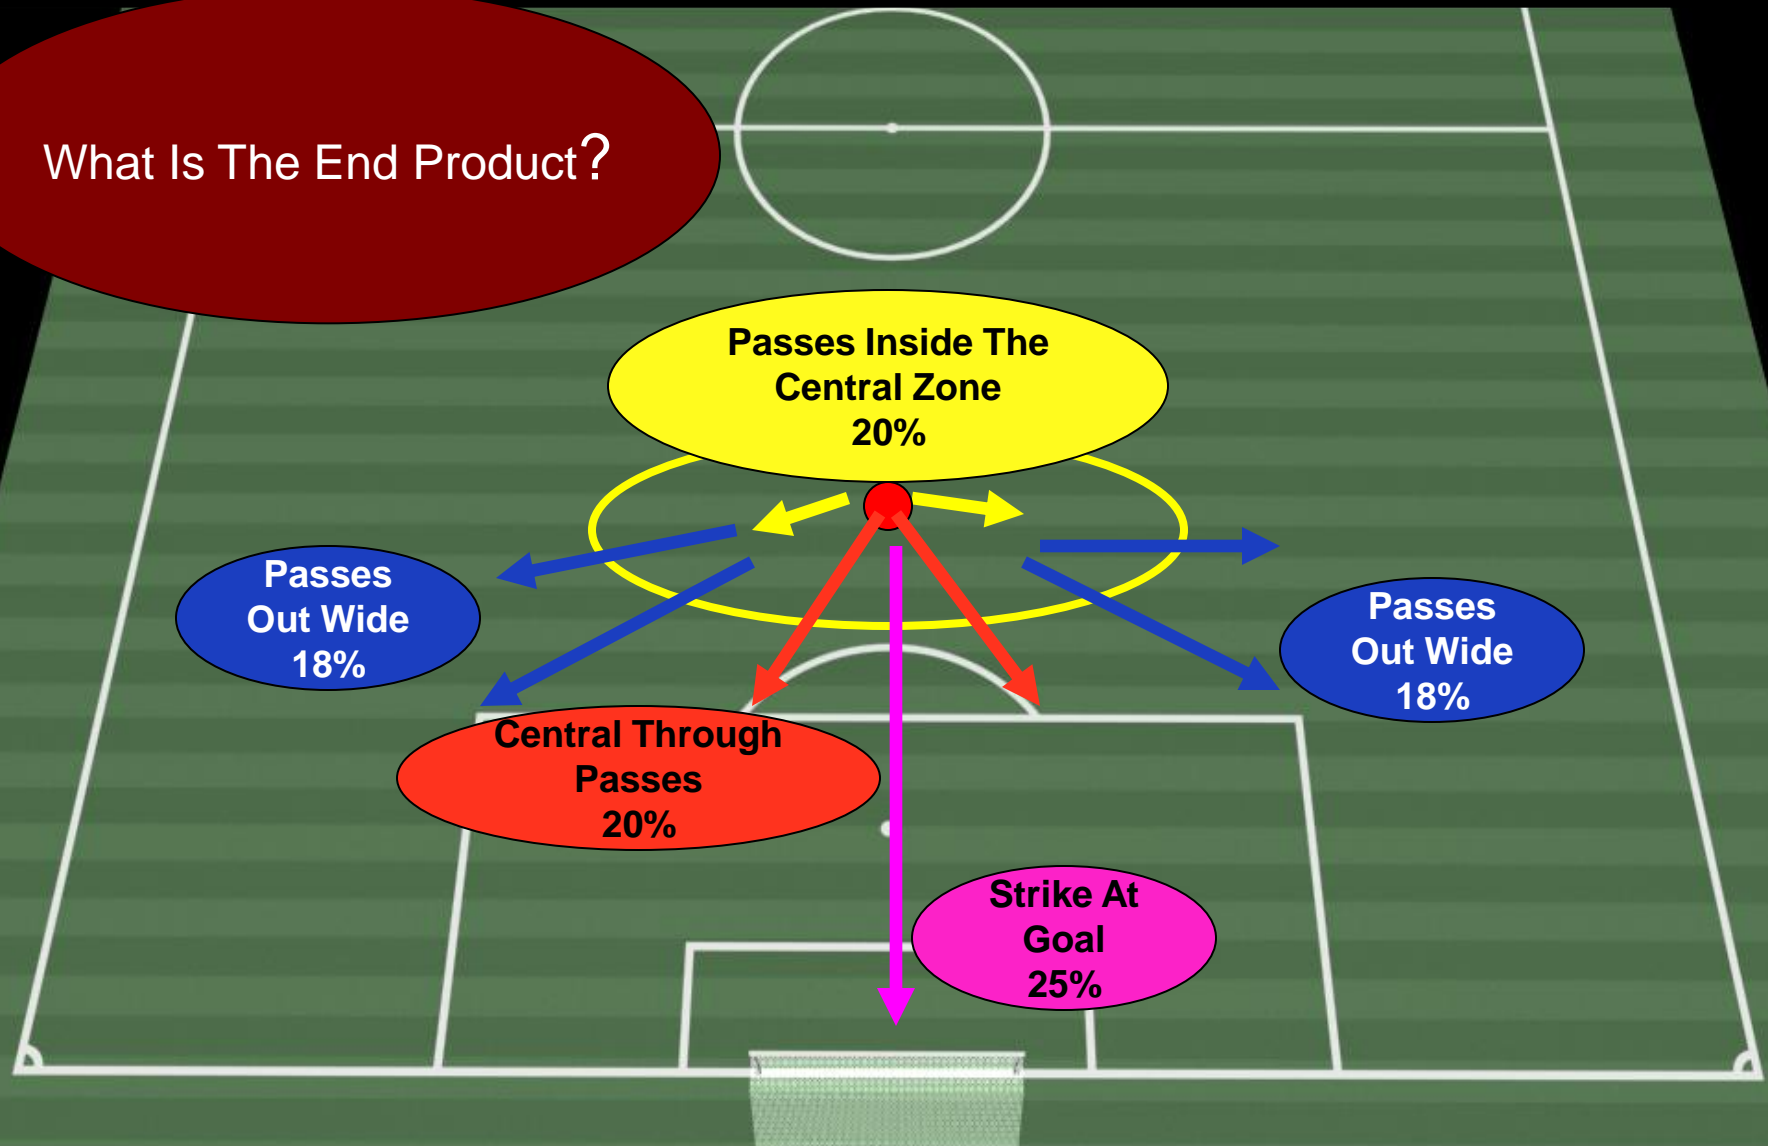 What Is The End Product?
Passes Inside The
Central Zone
20%
Passes
Out Wide
18%
Passes
Out Wide
18%
Central Through
Passes
20%
Strike At
Goal
25%